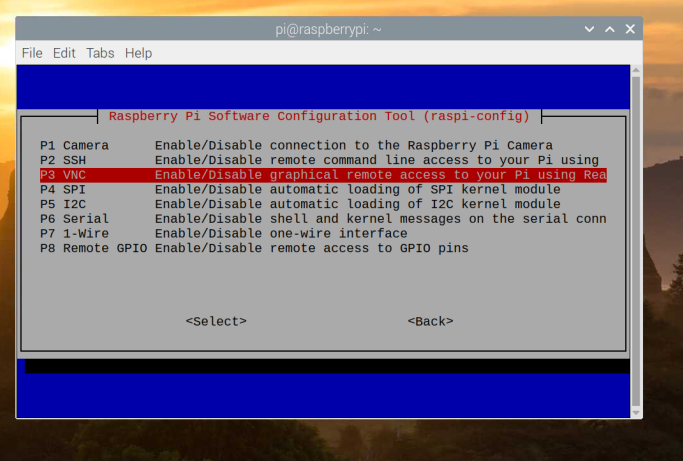 pi@raspberrypi: ~
File Edit Tabs Help
Raspberry Pi Software Configuration Tool (raspi-config)
P1 Camera Enable/Disable connection to the Raspberry Pi Camera
P2 SSH Enable/Disable remote command line access to your Pi using
P3 VNC Enable/Disable graphical remote access to your Pi using Rea
P4 SPI Enable/Disable automatic loading of SPI kernel module
P5 I2C Enable/Disable automatic loading of I2C kernel module
P6 Serial Enable/Disable shell and kernel messages on the serial conn
P7 1-Wire Enable/Disable one-wire interface
P8 Remote GPIO Enable/Disable remote access to GPIO pins
<Select> <Back>